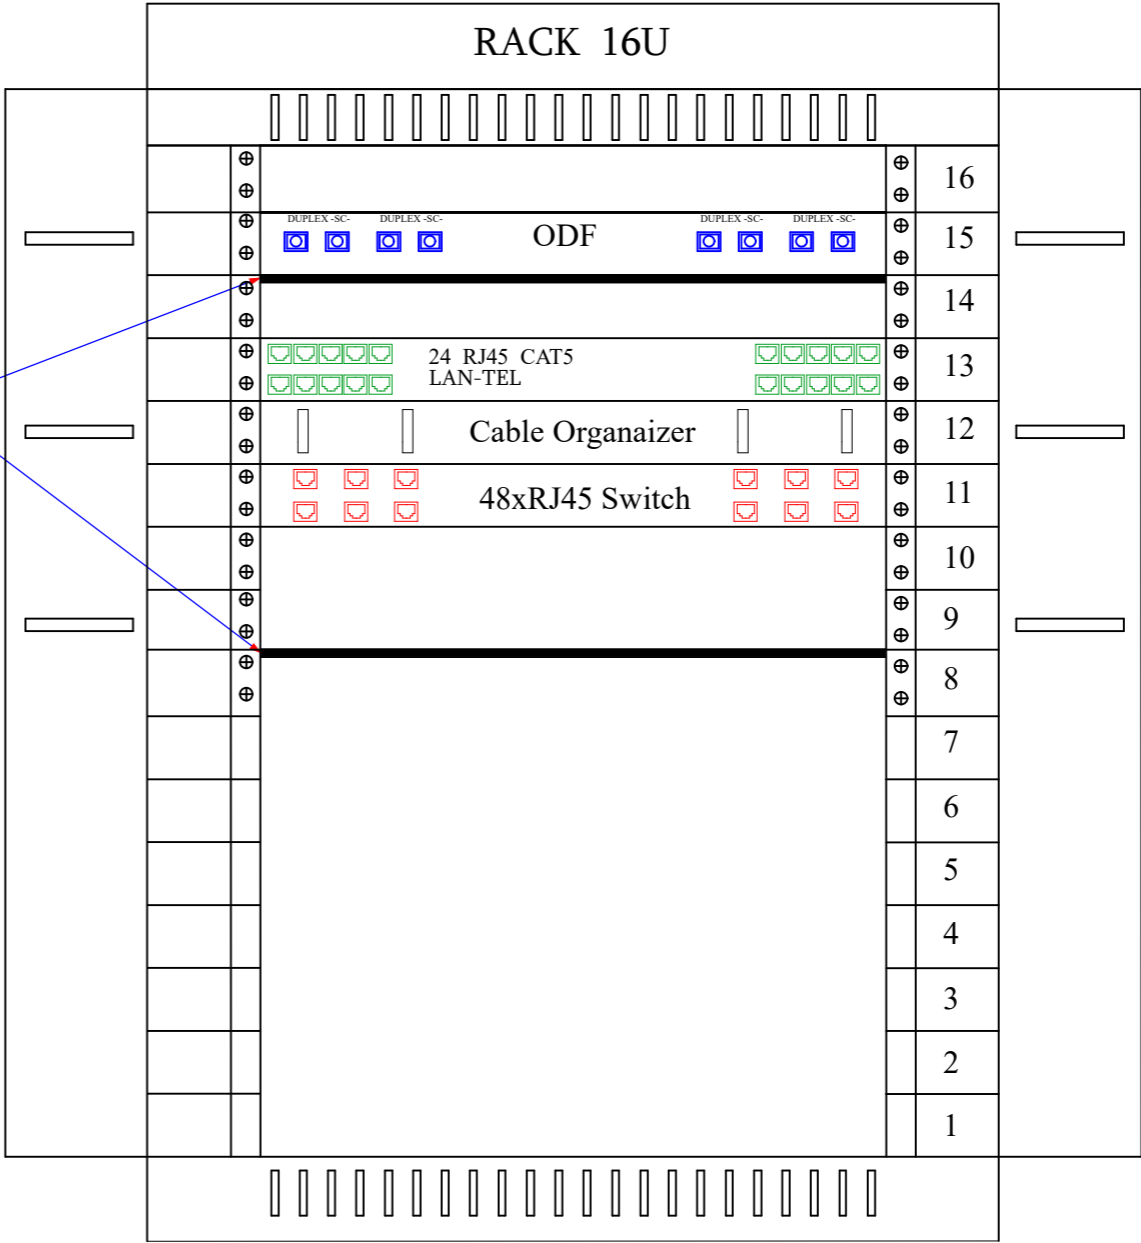 RACK 16U
16
DUPLEX -SC- DUPLEX -SC- ODF DUPLEX -SC- DUPLEX -SC- 15
14
24 RJ45 CAT5
LAN-TEL
13
Cable Organaizer 12
48xRJ45 Switch 11
10
9
8
7
6
5
4
3
2
1